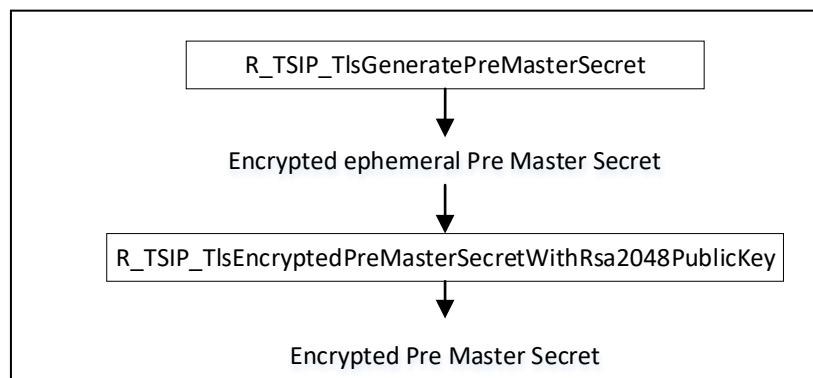 R_TSIP_TlsGeneratePreMasterSecret
Encrypted ephemeral Pre Master Secret
R_TSIP_TlsEncryptedPreMasterSecretWithRsa2048PublicKey
Encrypted Pre Master Secret